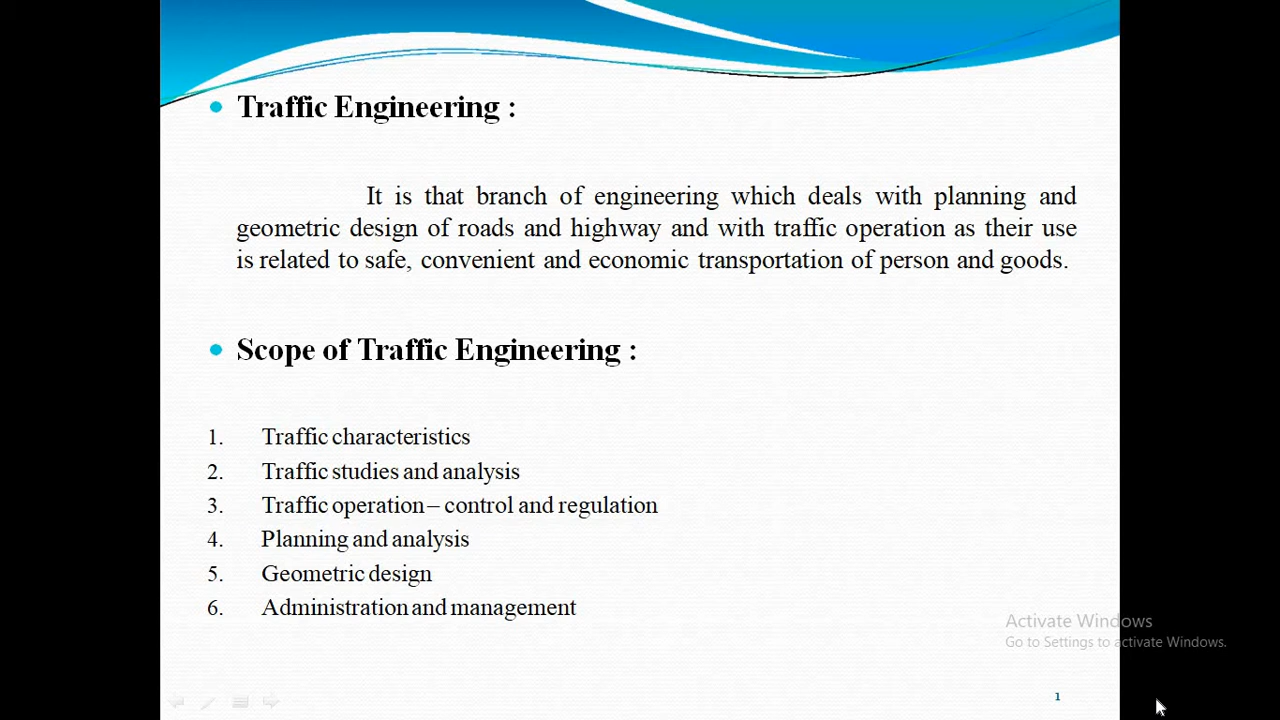 Traffic Engineering :
It is that branch of engineering which deals with planning and
geometric design of roads and highway and with traffic operation as their use
is related to safe, convenient and economic transportation of person and goods.
Scope of Traffic Engineering :
1. Traffic characteristics
2. Traffic studies and analysis
3. Traffic operation – control and regulation
4. Planning and analysis
5. Geometric design
6. Administration and management
Activate Windows
Go to Settings to activate Windows.
1